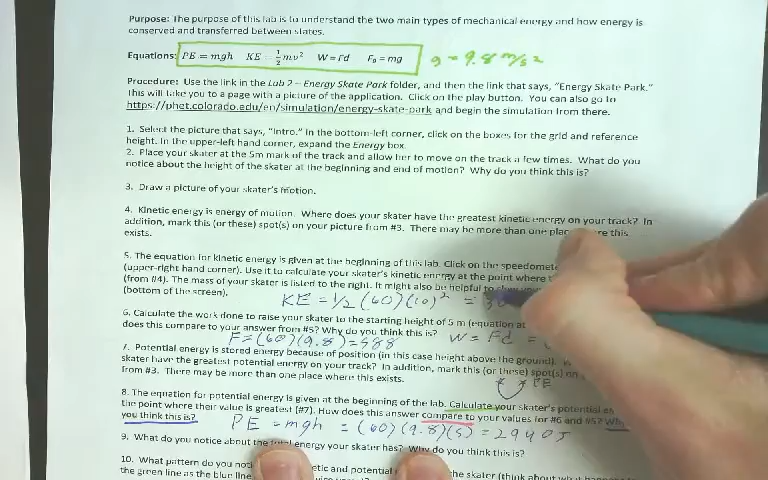 Purpose: The purpose of this lab is to understand the two main types of mechanical energy and how energy is
conserved and transferred between states.
Equations: PE = mgh KE = ½mv² W = Fd Fg = mg g = 9.8 m/s²
Procedure: Use the link in the Lab 2 – Energy Skate Park folder, and then the link that says, "Energy Skate Park."
This will take you to a page with a picture of the application. Click on the play button. You can also go to
https://phet.colorado.edu/en/simulation/energy-skate-park and begin the simulation from there.
1. Select the picture that says, "Intro." In the bottom-left corner, click on the boxes for the grid and reference
height. In the upper-left hand corner, expand the Energy box.
2. Place your skater at the 5m mark of the track and allow her to move on the track a few times. What do you
notice about the height of the skater at the beginning and end of motion? Why do you think this is?
3. Draw a picture of your skater's motion.
4. Kinetic energy is energy of motion. Where does your skater have the greatest kinetic energy on your track? In
addition, mark this (or these) spot(s) on your picture from #3. There may be more than one this
exists.
5. The equation for kinetic energy is given at the beginning of this lab. Click on the
(upper-right hand corner). Use it to calculate your skater's kinetic energy at the point where
(from #4). The mass of your skater is listed to the right. It might also be helpful to
(bottom of the screen).
KE = 1/2 (60)(10)² =
6. Calculate the work done to raise your skater to the starting height of 5 m (equation at
does this compare to your answer from #5? Why do you think this is?
F = (60)(9.8) = 588 W = Fd =
7. Potential energy is stored energy because of position (in this case height above the ground).
skater have the greatest potential energy on your track? In addition, mark this (or these) spot(s) on
from #3. There may be more than one place where this exists.
PE
8. The equation for potential energy is given at the beginning of the lab. Calculate your skater's potential
the point where their value is greatest (#7). How does this answer compare to your values for #6 and #5? Why
you think this is?
PE = mgh = (60)(9.8)(5) = 2940J
9. What do you notice about the energy your skater has? Why do you think this is?
10. What pattern do you and potential the skater (think about
the green line as the blue line